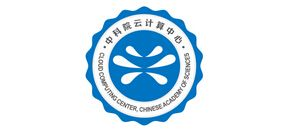 ·中科院云计算中心·
CLOUD COMPUTING CENTER, CHINESE ACADEMY OF SCIENCES